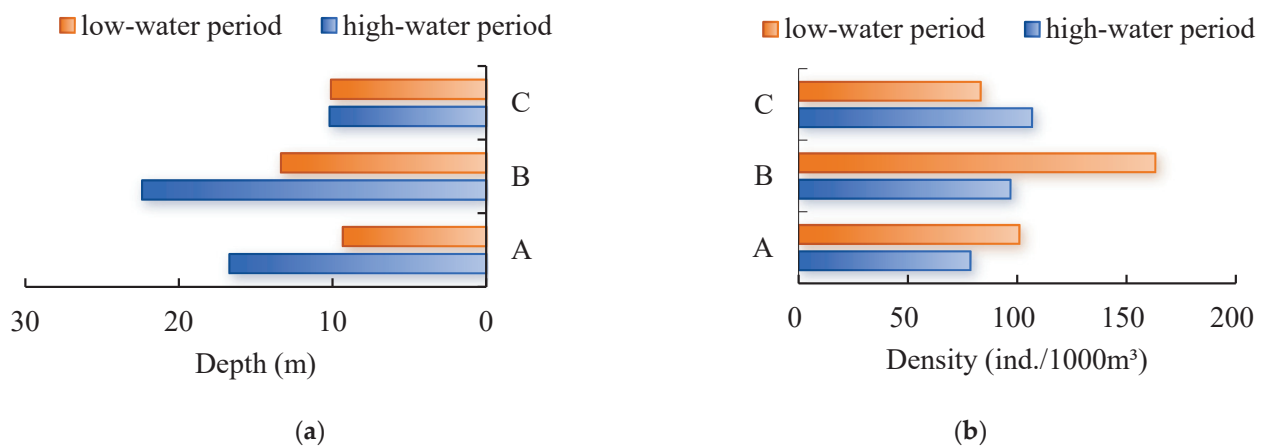 low-water period high-water period
C
B
A
30 20 10 0
Depth (m)
(a)
low-water period high-water period
C
B
A
0 50 100 150 200
Density (ind./1000m³)
(b)